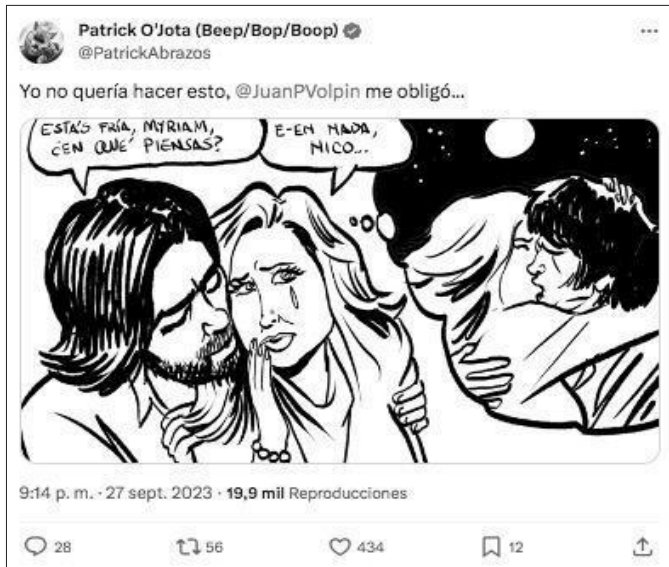 Patrick O'Jota (Beep/Bop/Boop)
@PatrickAbrazos
Yo no quería hacer esto, @JuanPVolpin me obligó...
ESTÁS FRÍA, MYRIAM,
¿EN QUÉ PIENSAS?
E-EN NADA,
NICO...
9:14 p. m. · 27 sept. 2023 · 19,9 mil Reproducciones
28 56 434 12